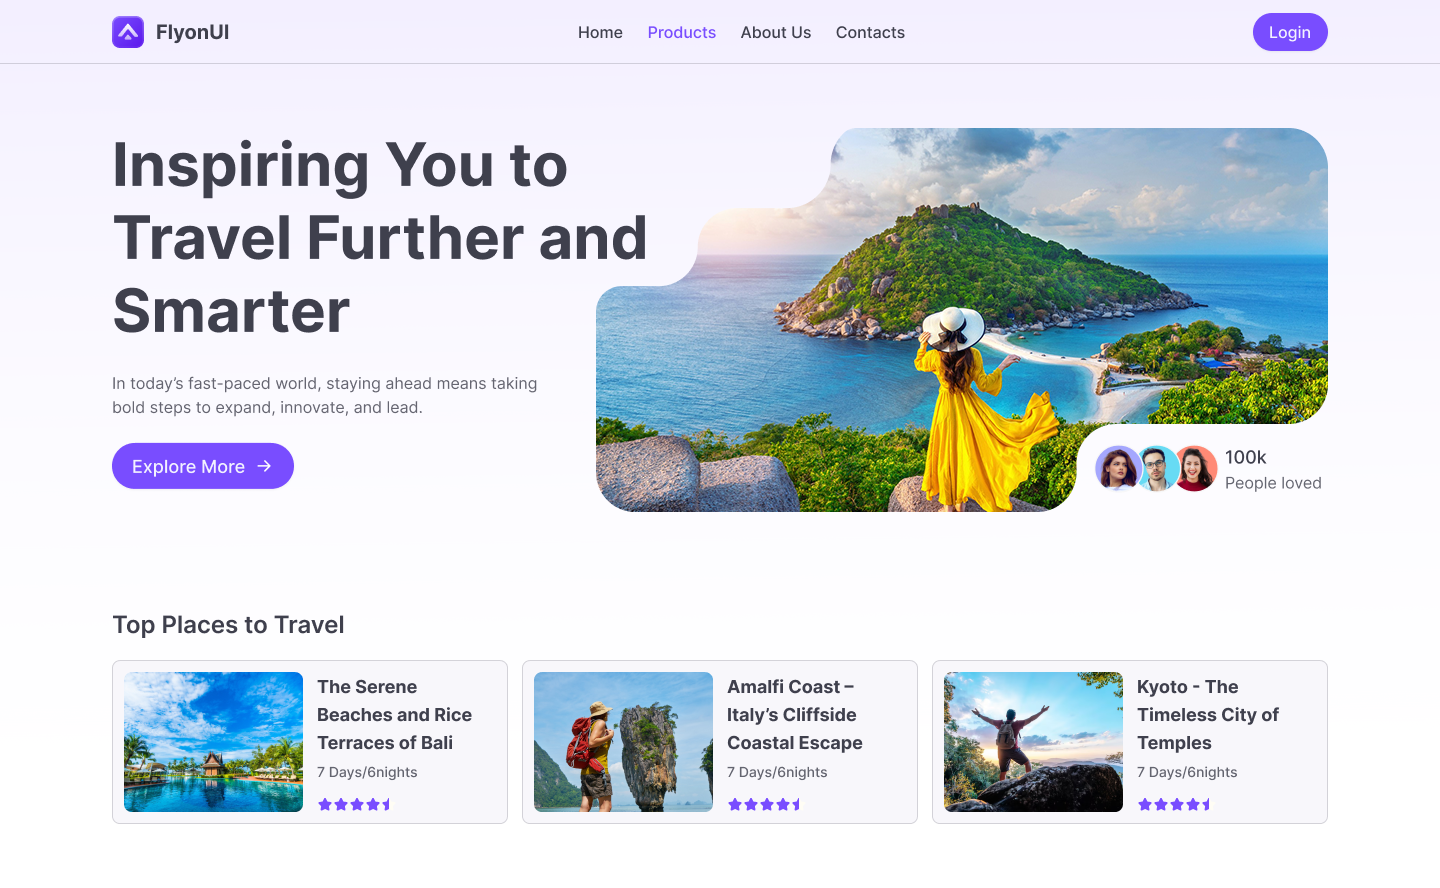 FlyonUI
Home Products About Us Contacts
Login
Inspiring You to
Travel Further and
Smarter
In today’s fast-paced world, staying ahead means taking
bold steps to expand, innovate, and lead.
Explore More →
100k
People loved
Top Places to Travel
The Serene
Beaches and Rice
Terraces of Bali
7 Days/6nights
Amalfi Coast –
Italy’s Cliffside
Coastal Escape
7 Days/6nights
Kyoto - The
Timeless City of
Temples
7 Days/6nights